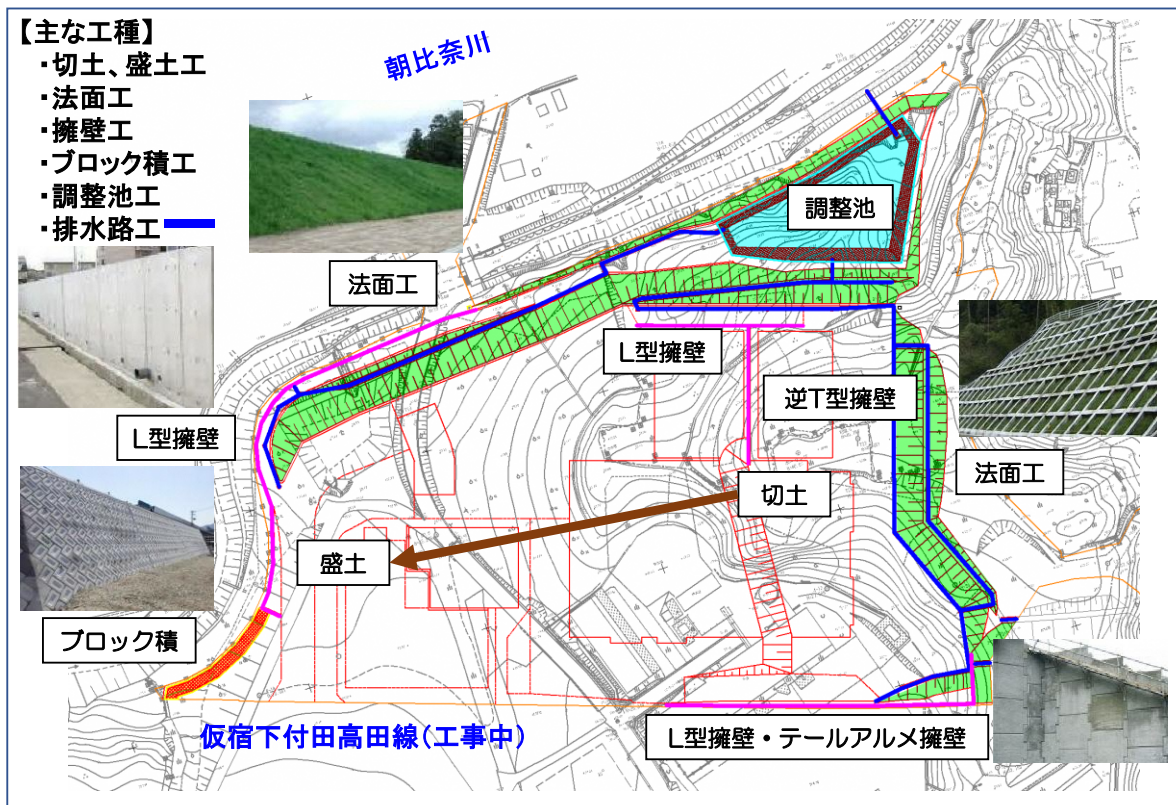 【主な工種】
・切土、盛土工
・法面工
・擁壁工
・ブロック積工
・調整池工
・排水路工
朝比奈川
調整池
法面工
L型擁壁
逆T型擁壁
L型擁壁
法面工
切土
盛土
ブロック積
仮宿下付田高田線(工事中)
L型擁壁・テールアルメ擁壁